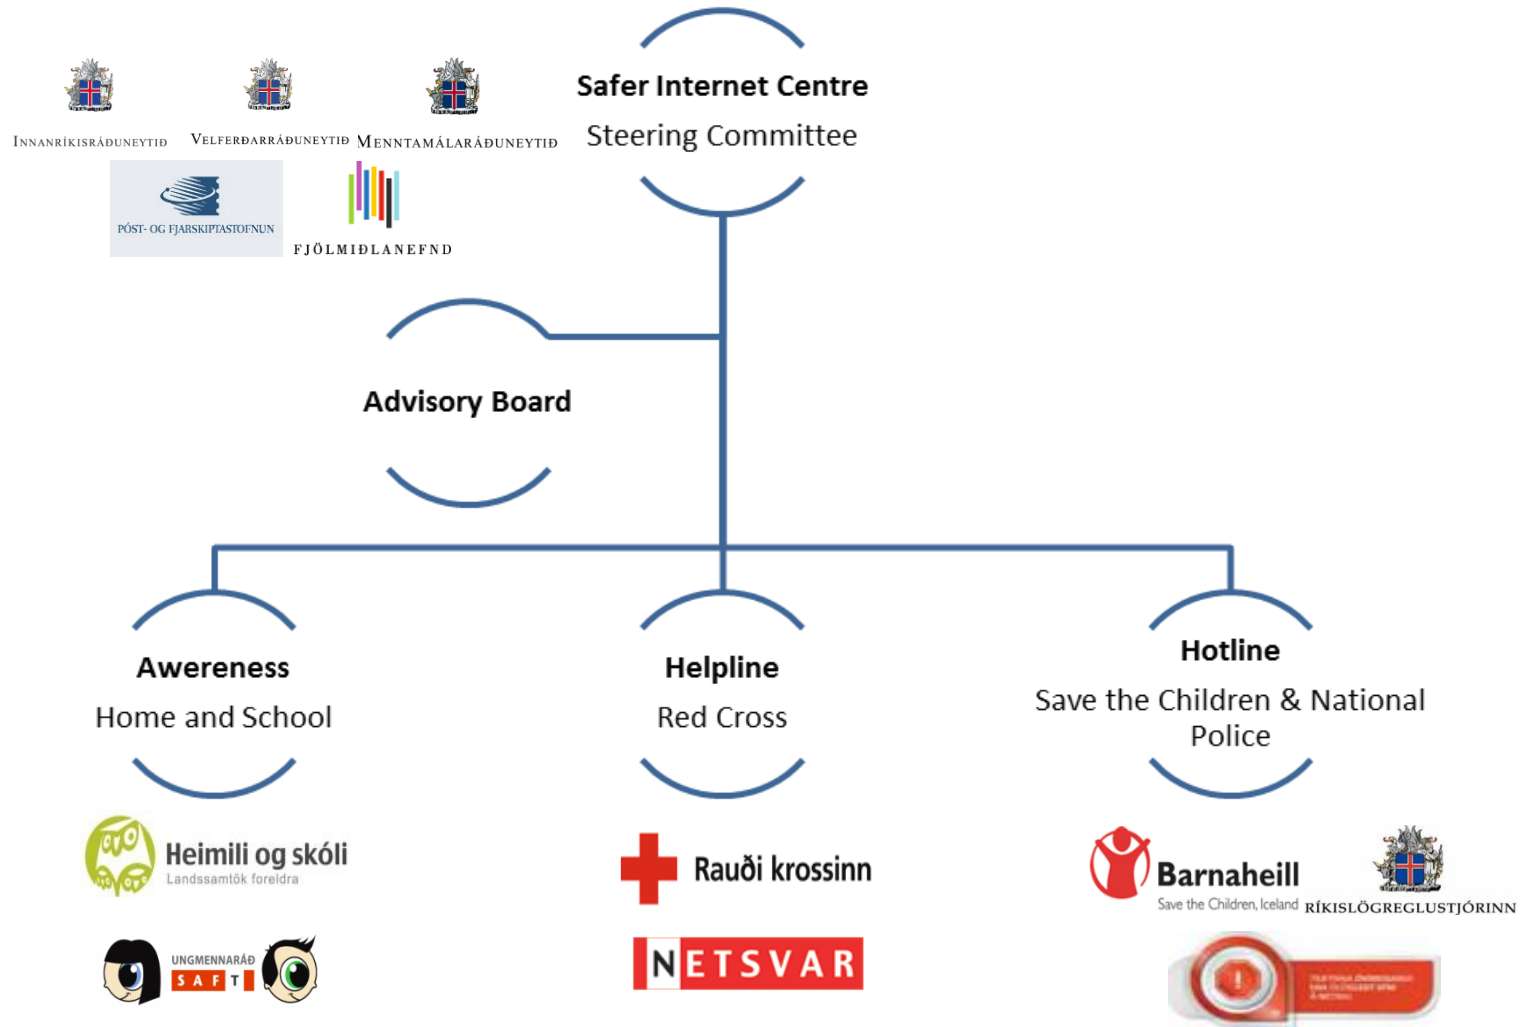 Safer Internet Centre
Steering Committee
INNANRÍKISRÁÐUNEYTIÐ
VELFERÐARRÁÐUNEYTIÐ
MENNTAMÁLARÁÐUNEYTIÐ
PÓST- OG FJARSKIPTASTOFNUN
FJÖLMIÐLANEFND
Advisory Board
Awereness
Home and School
Helpline
Red Cross
Hotline
Save the Children & National
Police
Heimili og skóli
Landssamtök foreldra
UNGMENNARÁÐ
SAFT
Rauði krossinn
NETSVAR
Barnaheill
Save the Children, Iceland
RÍKISLÖGREGLUSTJÓRINN